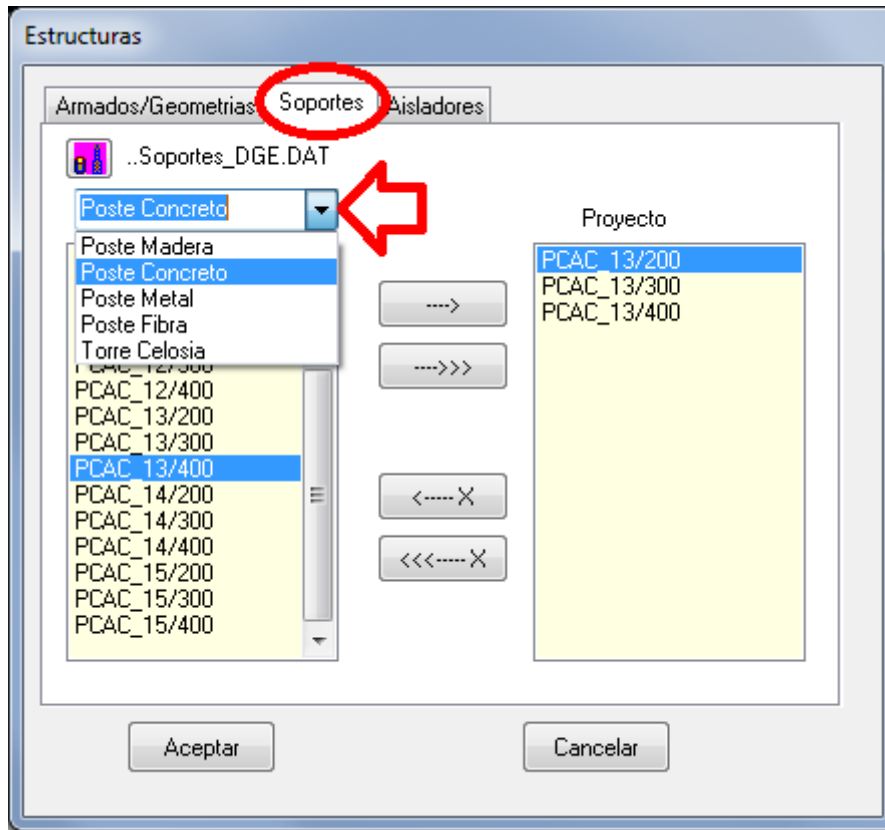 Estructuras
Armados/Geometrias Soportes Aisladores
..Soportes_DGE.DAT
Poste Concreto
Proyecto
Poste Madera
Poste Concreto
Poste Metal
Poste Fibra
Torre Celosia
PCAC_12/400
PCAC_13/200
PCAC_13/300
PCAC_13/400
PCAC_14/200
PCAC_14/300
PCAC_14/400
PCAC_15/200
PCAC_15/300
PCAC_15/400
---->
---->>>
<-----X
<<<-----X
PCAC_13/200
PCAC_13/300
PCAC_13/400
Aceptar
Cancelar